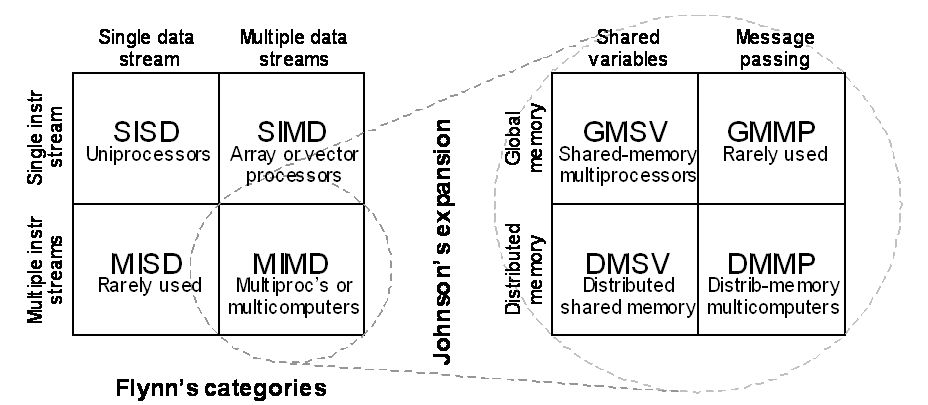 Single data
stream
Multiple data
streams
Single instr
stream
SISD
Uniprocessors
SIMD
Array or vector
processors
Multiple instr
streams
MISD
Rarely used
MIMD
Multiproc's or
multicomputers
Flynn's categories
Johnson's expansion
Shared
variables
Message
passing
Global
memory
GMSV
Shared-memory
multiprocessors
GMMP
Rarely used
Distributed
memory
DMSV
Distributed
shared memory
DMMP
Distrib-memory
multicomputers